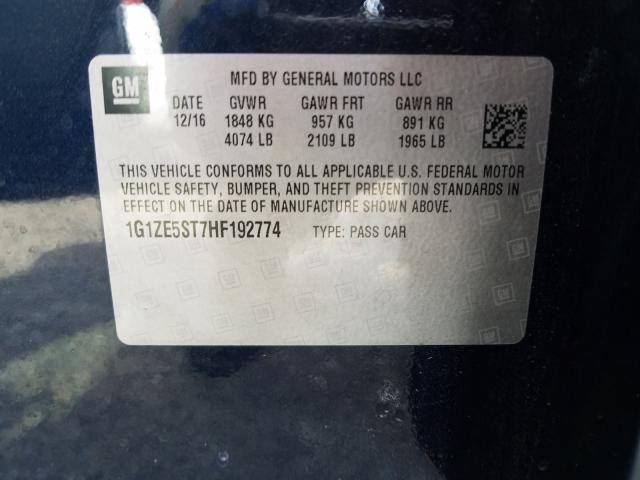 GM
MFD BY GENERAL MOTORS LLC
DATE GVWR GAWR FRT GAWR RR
12/16 1848 KG 957 KG 891 KG
4074 LB 2109 LB 1965 LB
THIS VEHICLE CONFORMS TO ALL APPLICABLE U.S. FEDERAL MOTOR
VEHICLE SAFETY, BUMPER, AND THEFT PREVENTION STANDARDS IN
EFFECT ON THE DATE OF MANUFACTURE SHOWN ABOVE.
1G1ZE5ST7HF192774 TYPE: PASS CAR